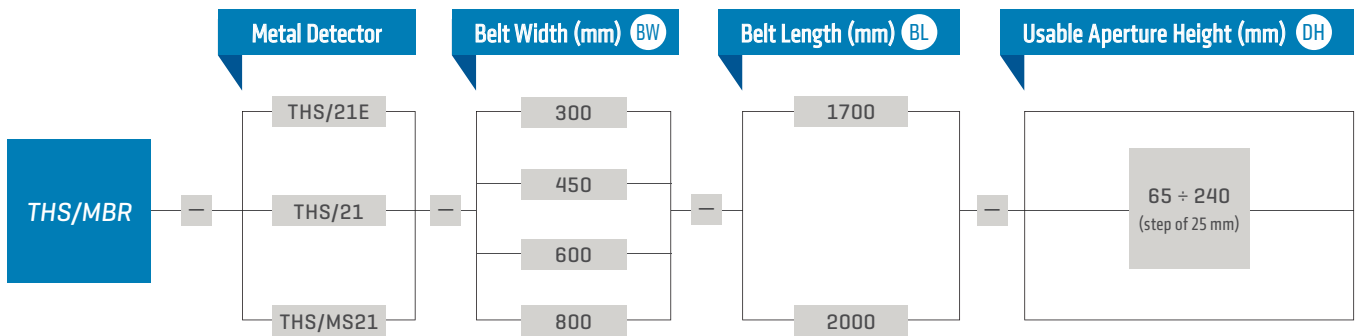 Metal Detector
Belt Width (mm) BW
Belt Length (mm) BL
Usable Aperture Height (mm) DH
THS/MBR
–
THS/21E
THS/21
THS/MS21
–
300
450
600
800
–
1700
2000
–
65 ÷ 240
(step of 25 mm)